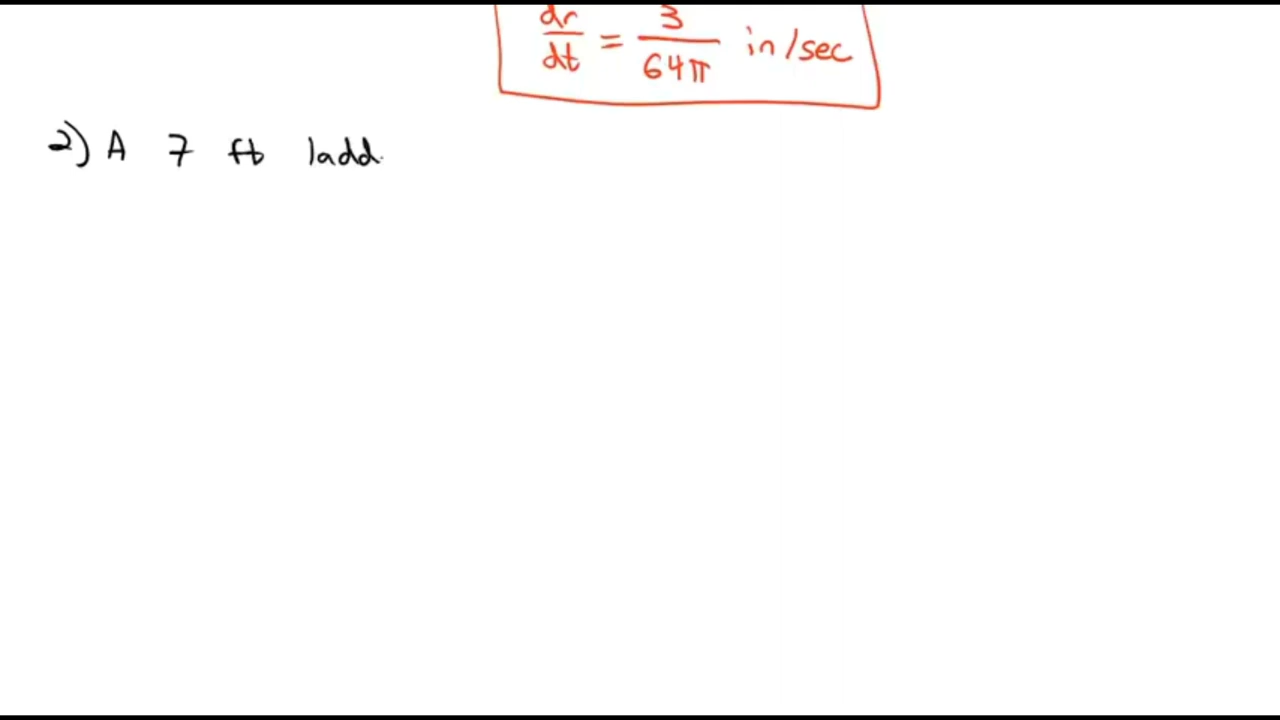 dr/dt = 3/64π in/sec
2) A 7 ft ladd